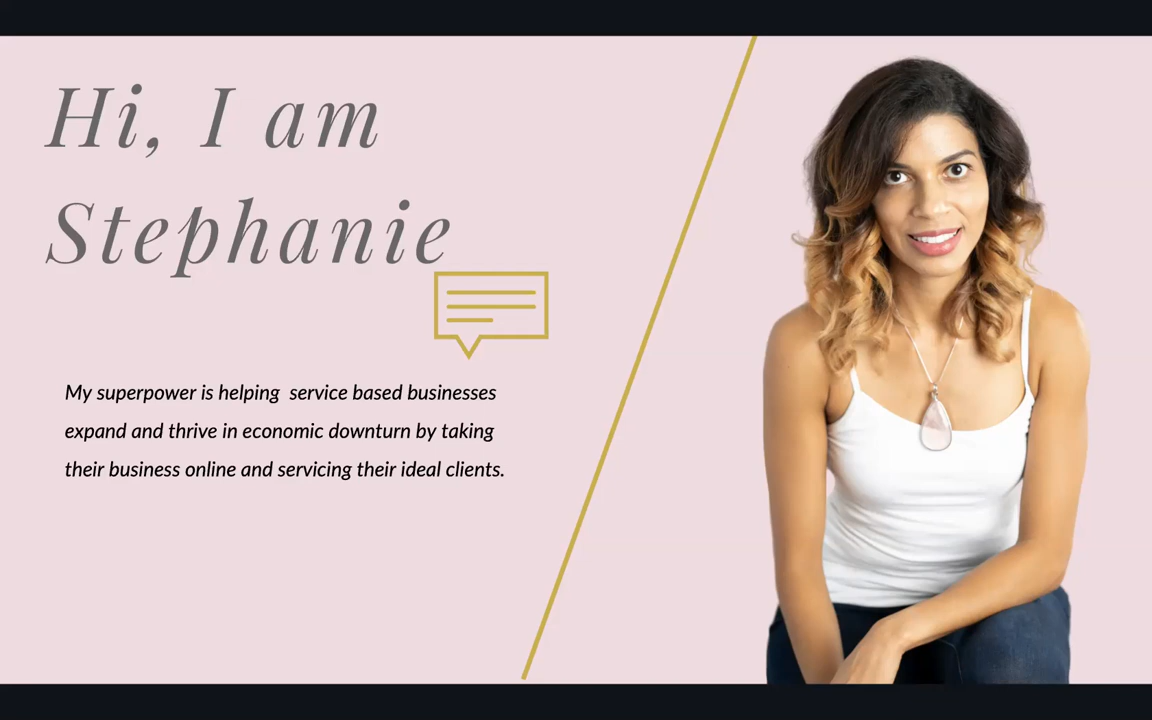 Hi, I am
Stephanie
My superpower is helping  service based businesses
expand and thrive in economic downturn by taking
their business online and servicing their ideal clients.